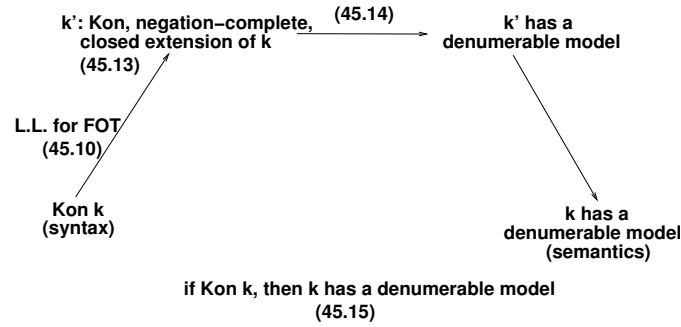 k': Kon, negation−complete,
closed extension of k
(45.13)
(45.14)
k' has a
denumerable model
L.L. for FOT
(45.10)
Kon k
(syntax)
k has a
denumerable model
(semantics)
if Kon k, then k has a denumerable model
(45.15)